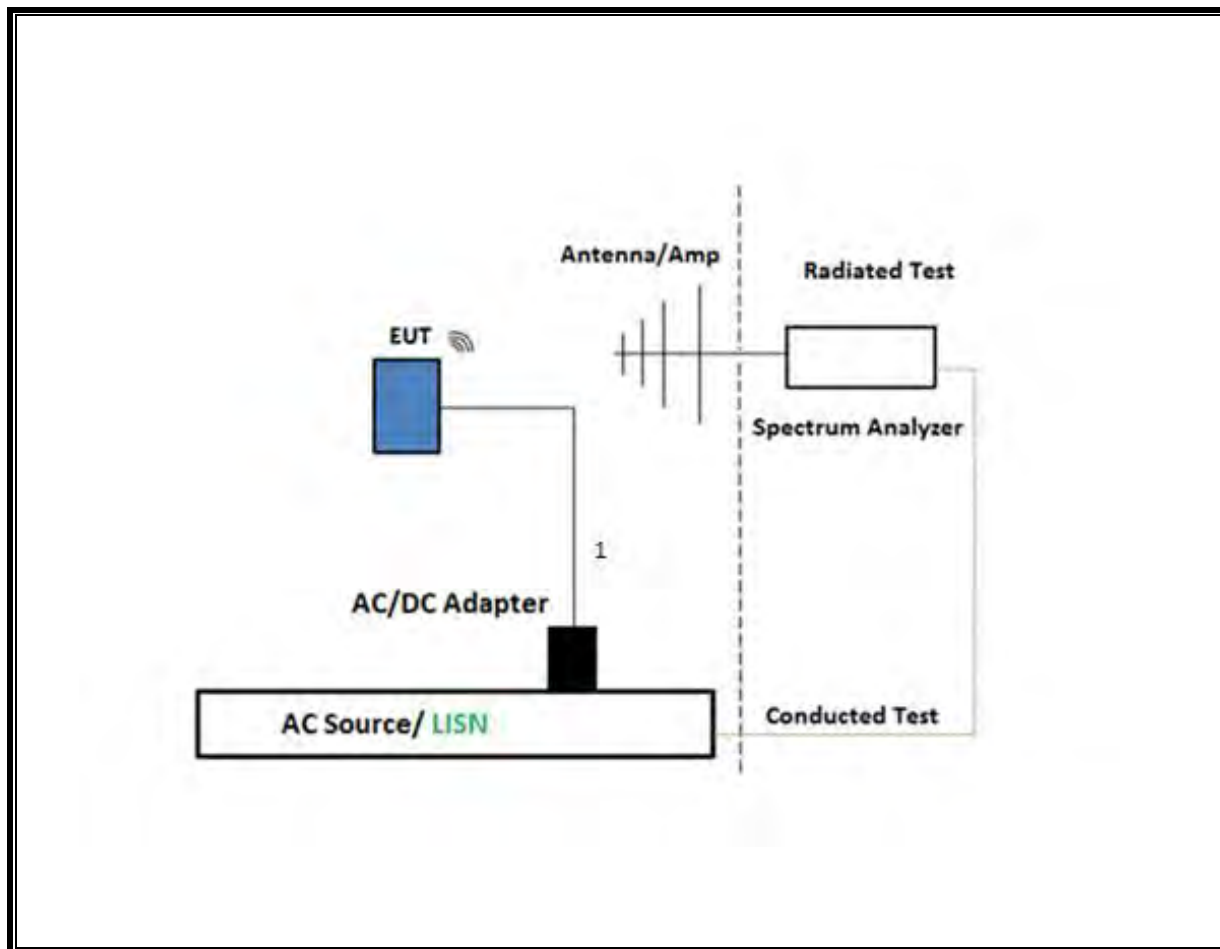 Antenna/Amp
Radiated Test
EUT
Spectrum Analyzer
1
AC/DC Adapter
AC Source/ LISN
Conducted Test